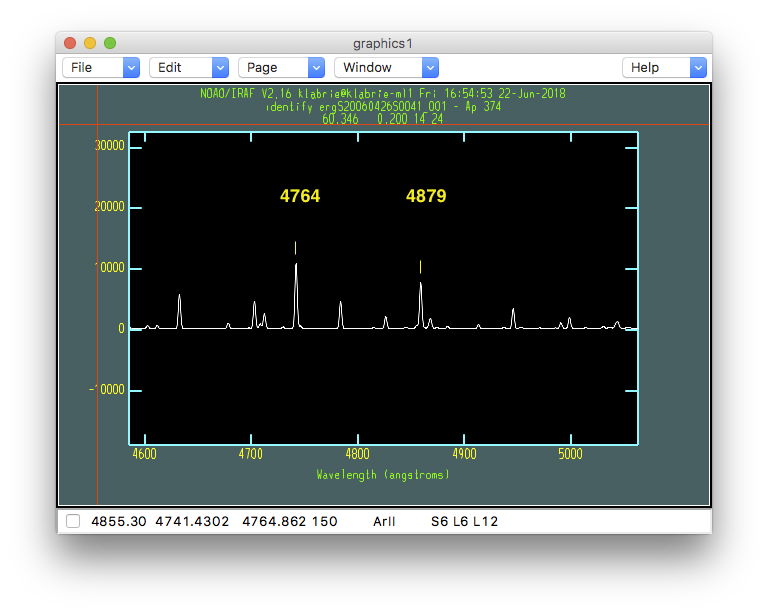 graphics1
File Edit Page Window Help
NOAO/IRAF V2.16 klabrie@klabrie-ml1 Fri 16:54:53 22-Jun-2018
identify ergS20060426S0041_001 - Ap 374
60.346 0.200 14 24
30000
4764 4879
20000
10000
0
-10000
4600 4700 4800 4900 5000
Wavelength (angstroms)
4855.30 4741.4302 4764.862 150 ArII S6 L6 L12